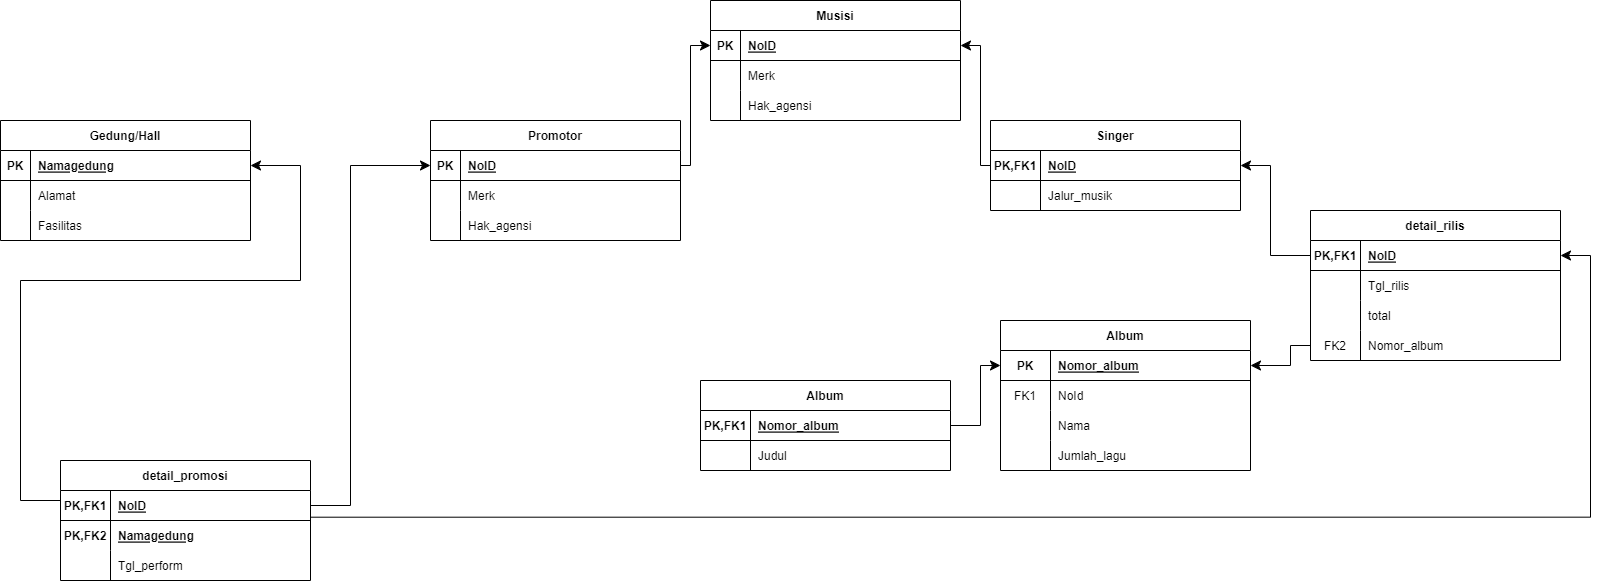 Musisi
PK NoID
Merk
Hak_agensi
Gedung/Hall
PK Namagedung
Alamat
Fasilitas
Promotor
PK NoID
Merk
Hak_agensi
Singer
PK,FK1 NoID
Jalur_musik
detail_rilis
PK,FK1 NoID
Tgl_rilis
total
FK2 Nomor_album
Album
PK Nomor_album
FK1 NoId
Nama
Jumlah_lagu
Album
PK,FK1 Nomor_album
Judul
detail_promosi
PK,FK1 NoID
PK,FK2 Namagedung
Tgl_perform